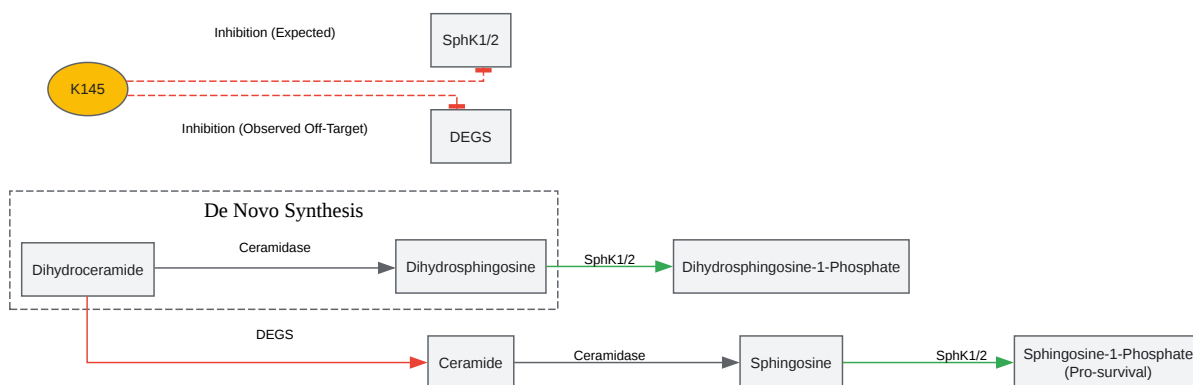 Inhibition (Expected)
SphK1/2
K145
Inhibition (Observed Off-Target)
DEGS
De Novo Synthesis
Ceramidase
Dihydroceramide
Dihydrosphingosine
SphK1/2
Dihydrosphingosine-1-Phosphate
DEGS
Ceramide
Ceramidase
Sphingosine
SphK1/2
Sphingosine-1-Phosphate
(Pro-survival)